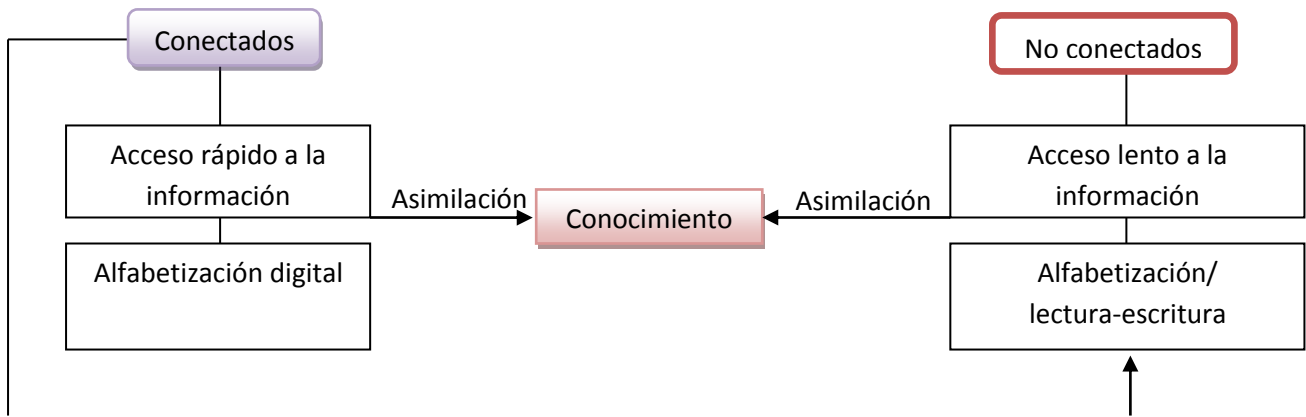 Conectados
No conectados
Acceso rápido a la
información
Acceso lento a la
información
Asimilación
Conocimiento
Asimilación
Alfabetización digital
Alfabetización/
lectura-escritura